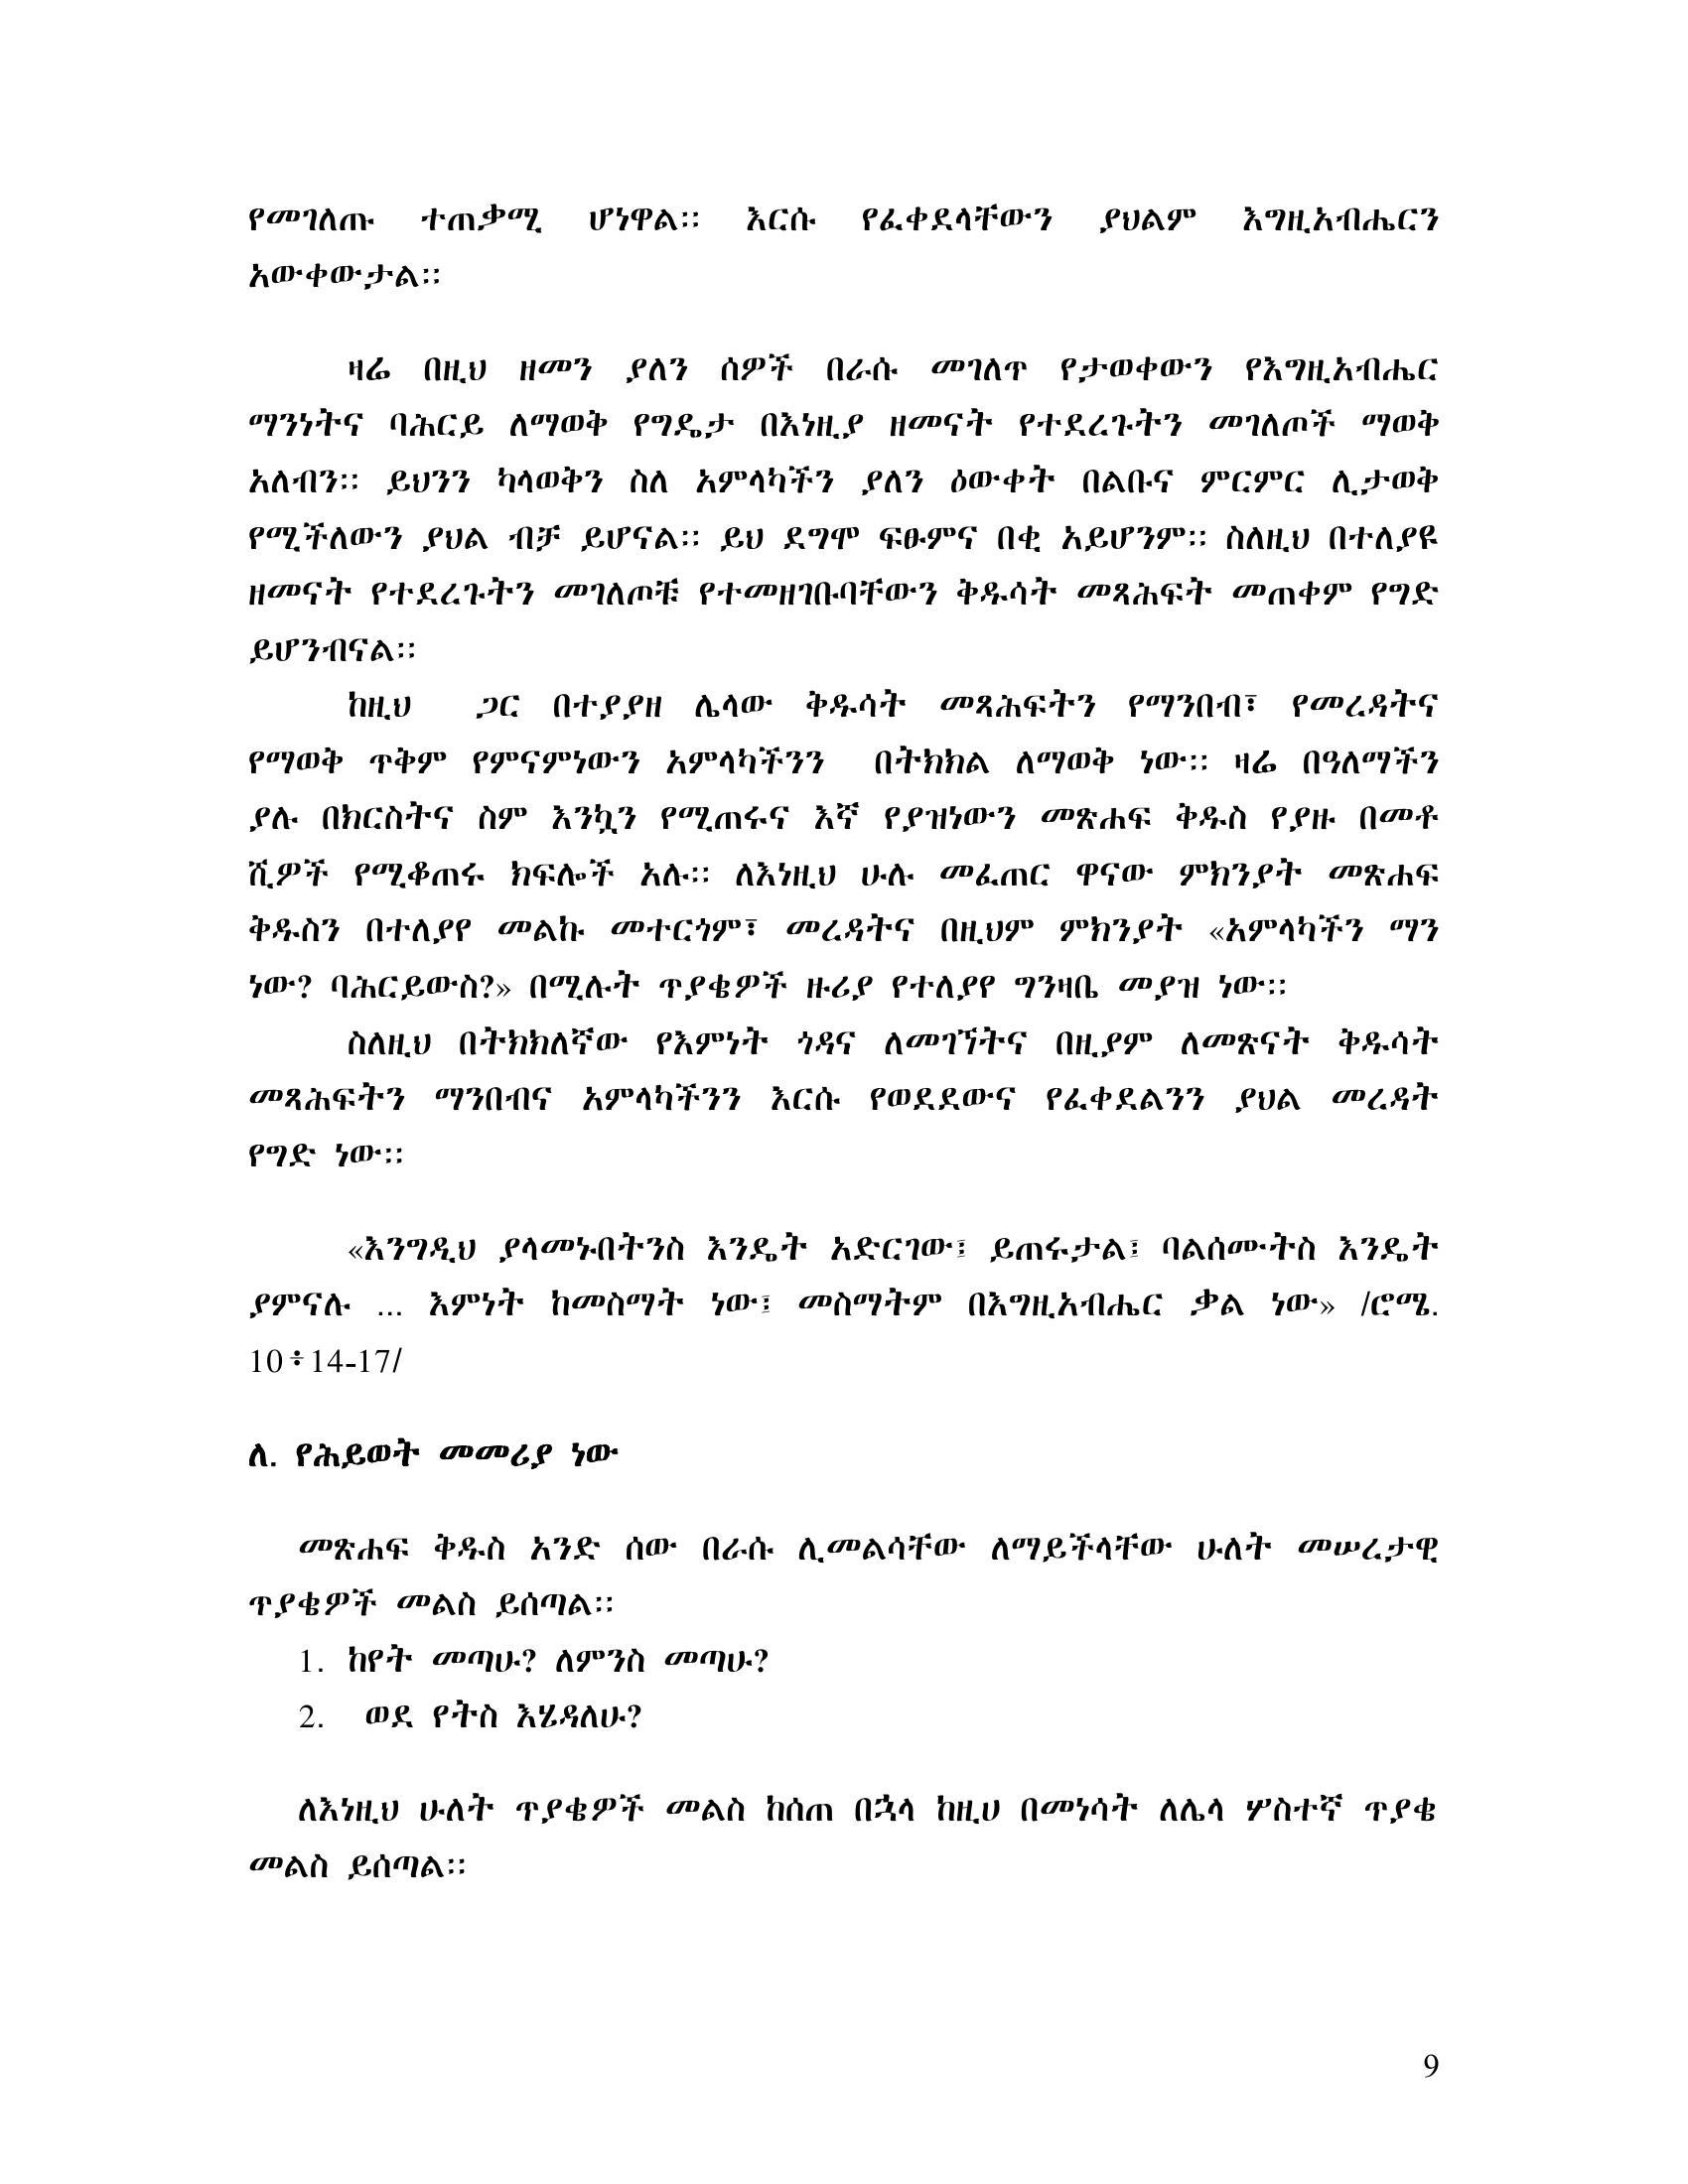 የመገለጡ ተጠቃሚ ሆነዋል፡፡ እርሱ የፈቀደላቸውን ያህልም እግዚአብሔርን
አውቀውታል፡፡
ዛሬ በዚህ ዘመን ያለን ሰዎች በራሱ መገለጥ የታወቀውን የእግዚአብሔር
ማንነትና ባሕርይ ለማወቅ የግዴታ በእነዚያ ዘመናት የተደረጉትን መገለጦች ማወቅ
አለብን፡፡ ይህንን ካላወቅን ስለ አምላካችን ያለን ዕውቀት በልቡና ምርምር ሊታወቅ
የሚችለውን ያህል ብቻ ይሆናል፡፡ ይህ ደግሞ ፍፁምና በቂ አይሆንም፡፡ ስለዚህ በተለያዩ
ዘመናት የተደረጉትን መገለጦቹ የተመዘገቡባቸውን ቅዱሳት መጻሕፍት መጠቀም የግድ
ይሆንብናል፡፡
ከዚህ ጋር በተያያዘ ሌላው ቅዱሳት መጻሕፍትን የማንበብ፣ የመረዳትና
የማወቅ ጥቅም የምናምነውን አምላካችንን በትክክል ለማወቅ ነው፡፡ ዛሬ በዓለማችን
ያሉ በክርስትና ስም እንኳን የሚጠሩና እኛ የያዝነውን መጽሐፍ ቅዱስ የያዙ በመቶ
ሺዎች የሚቆጠሩ ክፍሎች አሉ፡፡ ለእነዚህ ሁሉ መፈጠር ዋናው ምክንያት መጽሐፍ
ቅዱስን በተለያየ መልኩ መተርጎም፣ መረዳትና በዚህም ምክንያት «አምላካችን ማን
ነው? ባሕርይውስ?» በሚሉት ጥያቄዎች ዙሪያ የተለያየ ግንዛቤ መያዝ ነው፡፡
ስለዚህ በትክክለኛው የእምነት ጎዳና ለመገኘትና በዚያም ለመጽናት ቅዱሳት
መጻሕፍትን ማንበብና አምላካችንን እርሱ የወደደውና የፈቀደልንን ያህል መረዳት
የግድ ነው፡፡
«እንግዲህ ያላመኑበትንስ እንዴት አድርገው፤ ይጠሩታል፤ ባልሰሙትስ እንዴት
ያምናሉ ... እምነት ከመስማት ነው፤ መስማትም በእግዚአብሔር ቃል ነው» /ሮሜ.
10፥14-17/
ለ. የሕይወት መመሪያ ነው
መጽሐፍ ቅዱስ አንድ ሰው በራሱ ሊመልሳቸው ለማይችላቸው ሁለት መሠረታዊ
ጥያቄዎች መልስ ይሰጣል፡፡
1. ከየት መጣሁ? ለምንስ መጣሁ?
2. ወደ የትስ እሄዳለሁ?
ለእነዚህ ሁለት ጥያቄዎች መልስ ከሰጠ በኋላ ከዚህ በመነሳት ለሌላ ሦስተኛ ጥያቄ
መልስ ይሰጣል፡፡
9